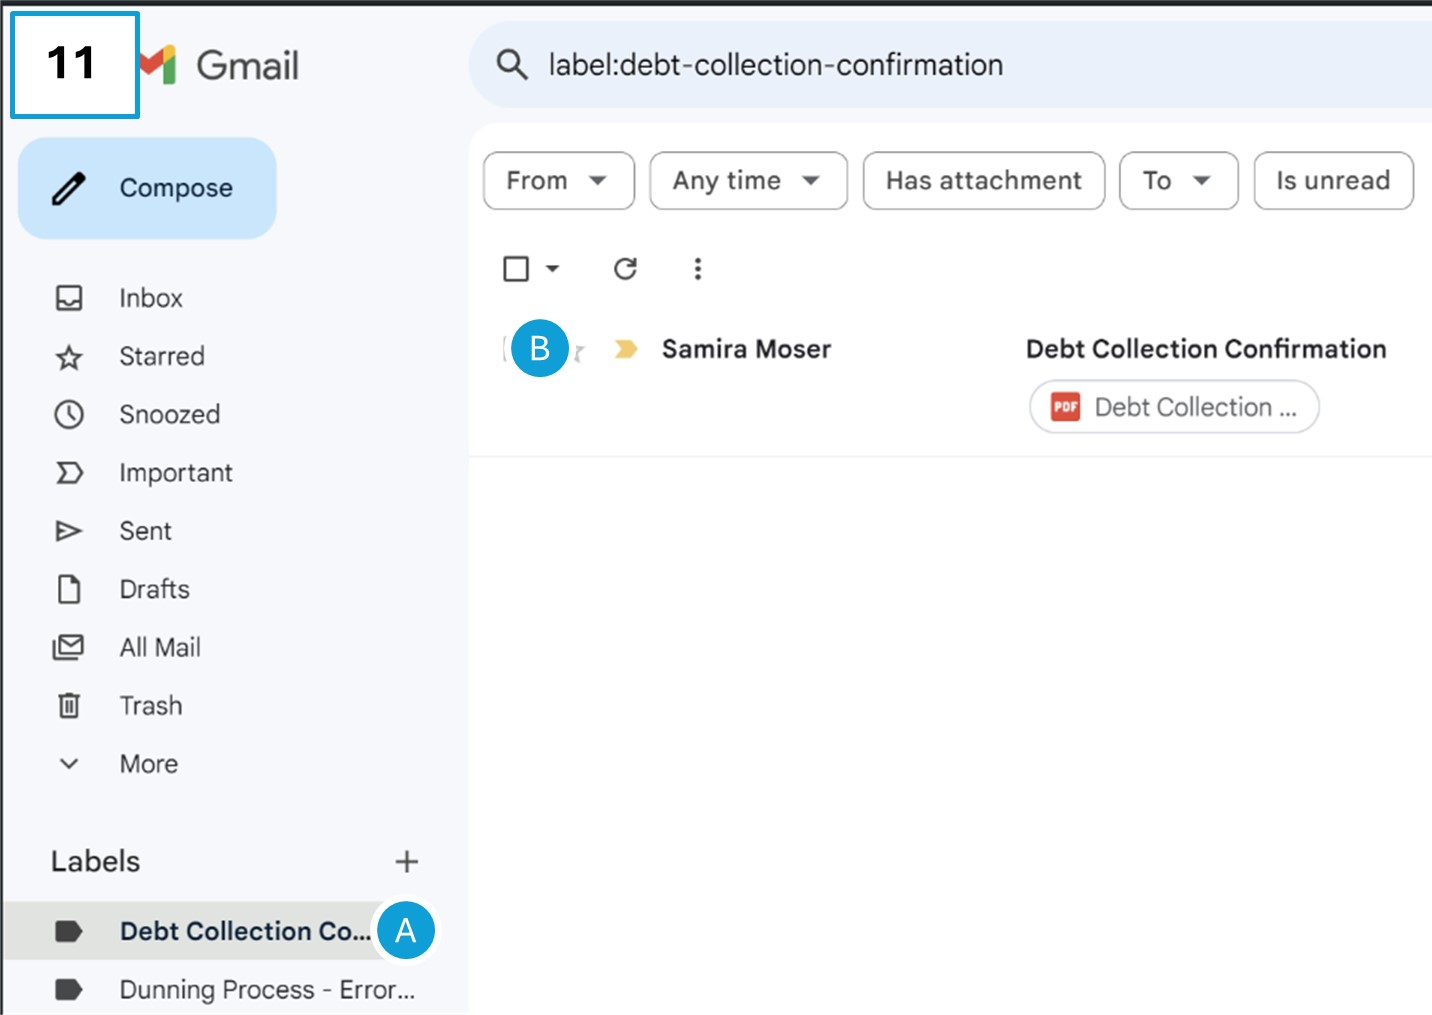 11
Gmail
label:debt-collection-confirmation
Compose
From
Any time
Has attachment
To
Is unread
Inbox
Starred
Snoozed
Important
Sent
Drafts
All Mail
Trash
More
B
Samira Moser
Debt Collection Confirmation
PDF
Debt Collection ...
Labels
Debt Collection Co...
A
Dunning Process - Error...